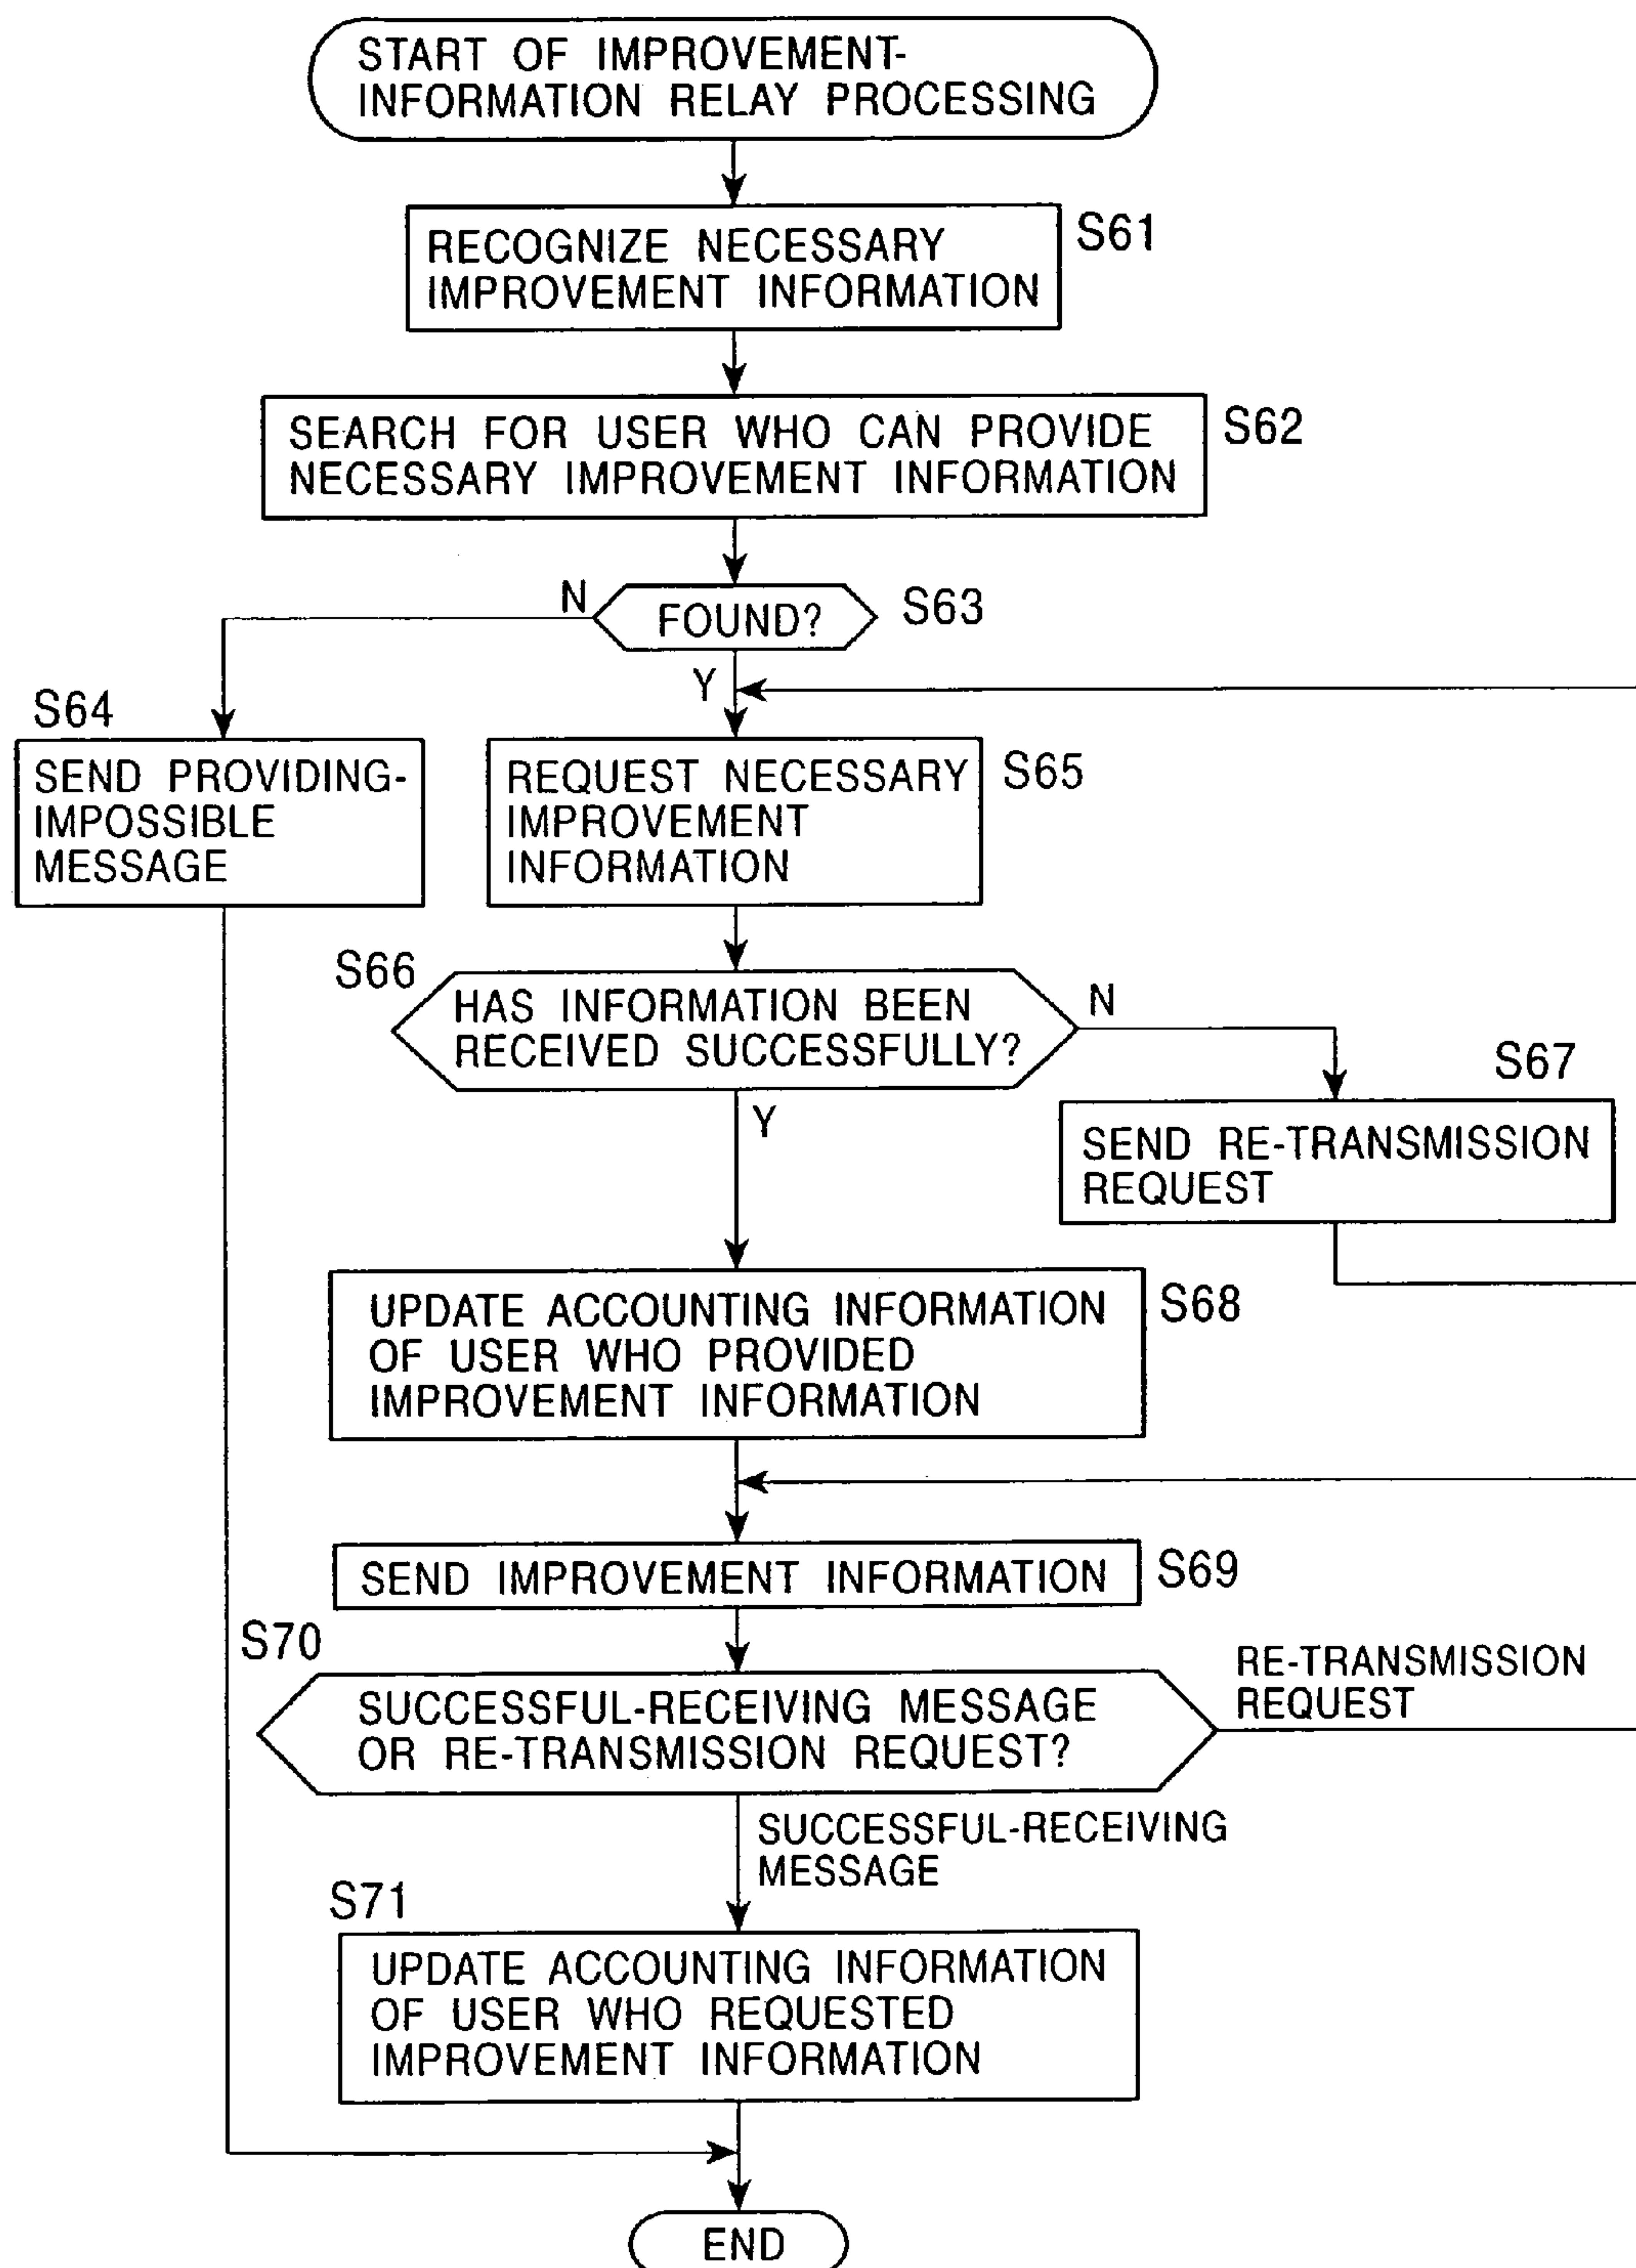 START OF IMPROVEMENT-
INFORMATION RELAY PROCESSING
RECOGNIZE NECESSARY
IMPROVEMENT INFORMATION
S61
SEARCH FOR USER WHO CAN PROVIDE
NECESSARY IMPROVEMENT INFORMATION
S62
N
FOUND?
S63
Y
S64
SEND PROVIDING-
IMPOSSIBLE
MESSAGE
REQUEST NECESSARY
IMPROVEMENT
INFORMATION
S65
S66
HAS INFORMATION BEEN
RECEIVED SUCCESSFULLY?
N
Y
S67
SEND RE-TRANSMISSION
REQUEST
UPDATE ACCOUNTING INFORMATION
OF USER WHO PROVIDED
IMPROVEMENT INFORMATION
S68
SEND IMPROVEMENT INFORMATION
S69
S70
SUCCESSFUL-RECEIVING MESSAGE
OR RE-TRANSMISSION REQUEST?
RE-TRANSMISSION
REQUEST
SUCCESSFUL-RECEIVING
MESSAGE
S71
UPDATE ACCOUNTING INFORMATION
OF USER WHO REQUESTED
IMPROVEMENT INFORMATION
END